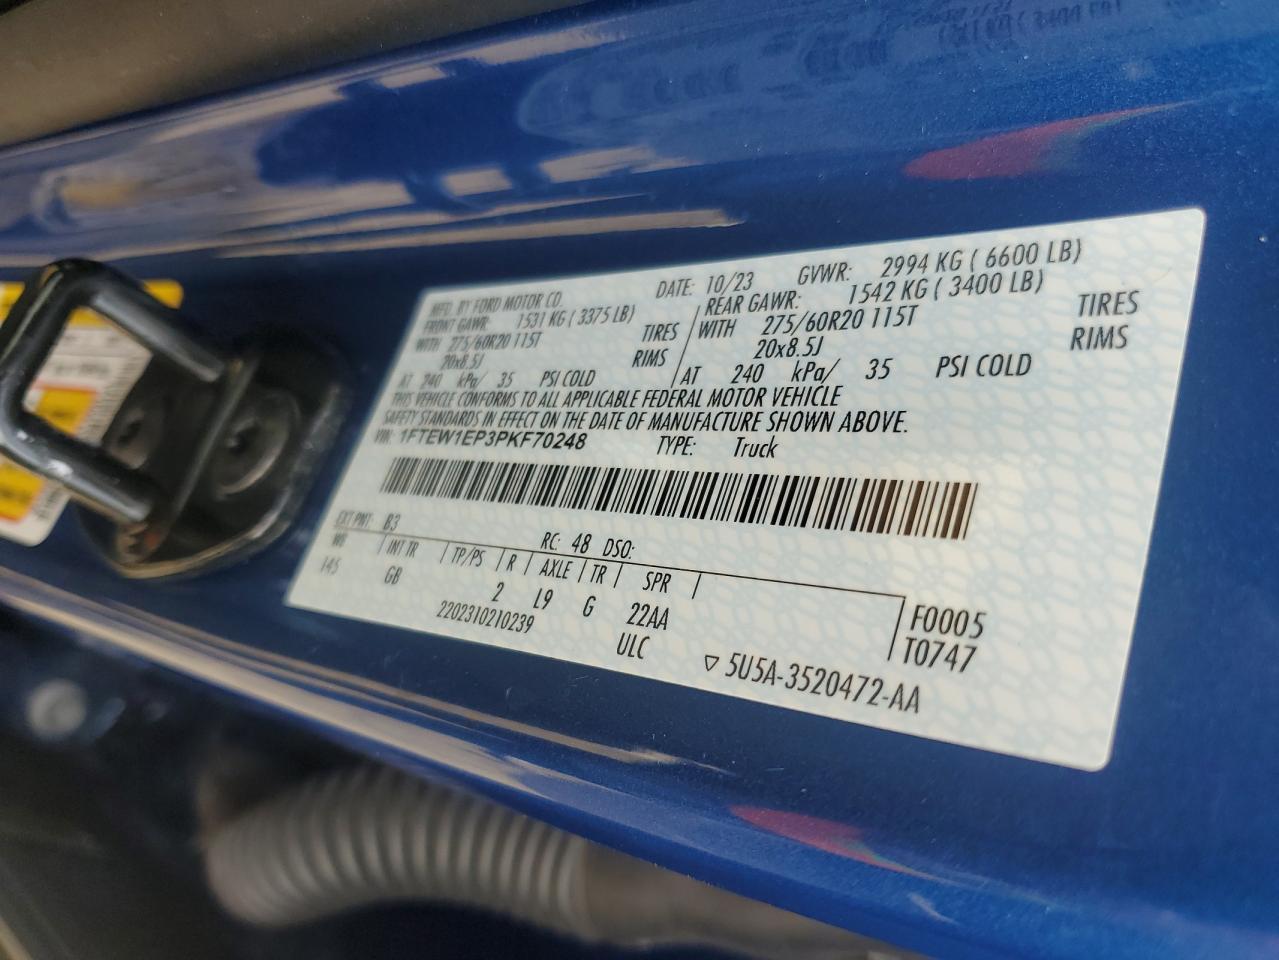 MFD. BY FORD MOTOR CO. DATE: 10/23 GVWR: 2994 KG ( 6600 LB)
FRONT GAWR: 1531 KG ( 3375 LB) REAR GAWR: 1542 KG ( 3400 LB)
WITH 275/60R20 115T TIRES WITH 275/60R20 115T TIRES
20x8.5J RIMS 20x8.5J RIMS
AT 240 kPa/ 35 PSI COLD AT 240 kPa/ 35 PSI COLD
THIS VEHICLE CONFORMS TO ALL APPLICABLE FEDERAL MOTOR VEHICLE
SAFETY STANDARDS IN EFFECT ON THE DATE OF MANUFACTURE SHOWN ABOVE.
VIN: 1FTEW1EP3PKF70248 TYPE: Truck
EXT PNT: B3 RC: 48 DSO:
WB INT TR TP/PS R AXLE TR SPR
145 GB 2 L9 G 22AA F0005
2202310210239 ULC T0747
▽ 5U5A-3520472-AA